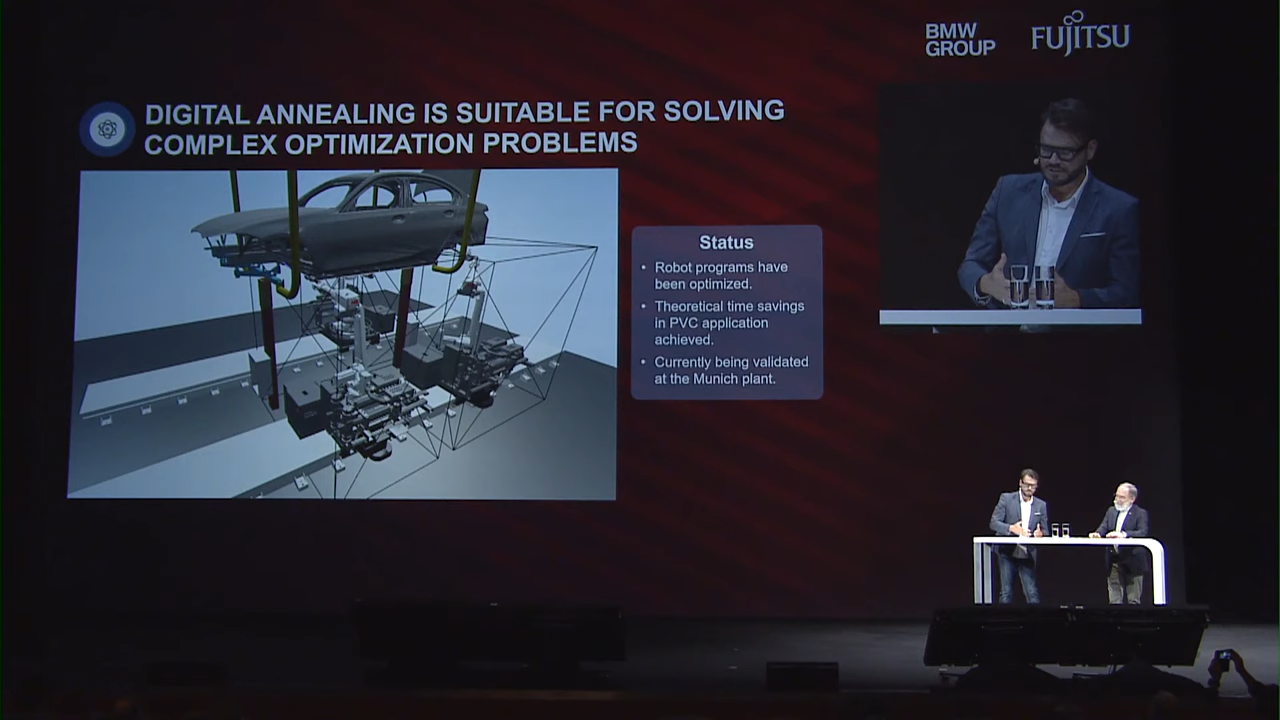 BMW
GROUP
FUJITSU
DIGITAL ANNEALING IS SUITABLE FOR SOLVING
COMPLEX OPTIMIZATION PROBLEMS
Status
• Robot programs have
been optimized.
• Theoretical time savings
in PVC application
achieved.
• Currently being validated
at the Munich plant.